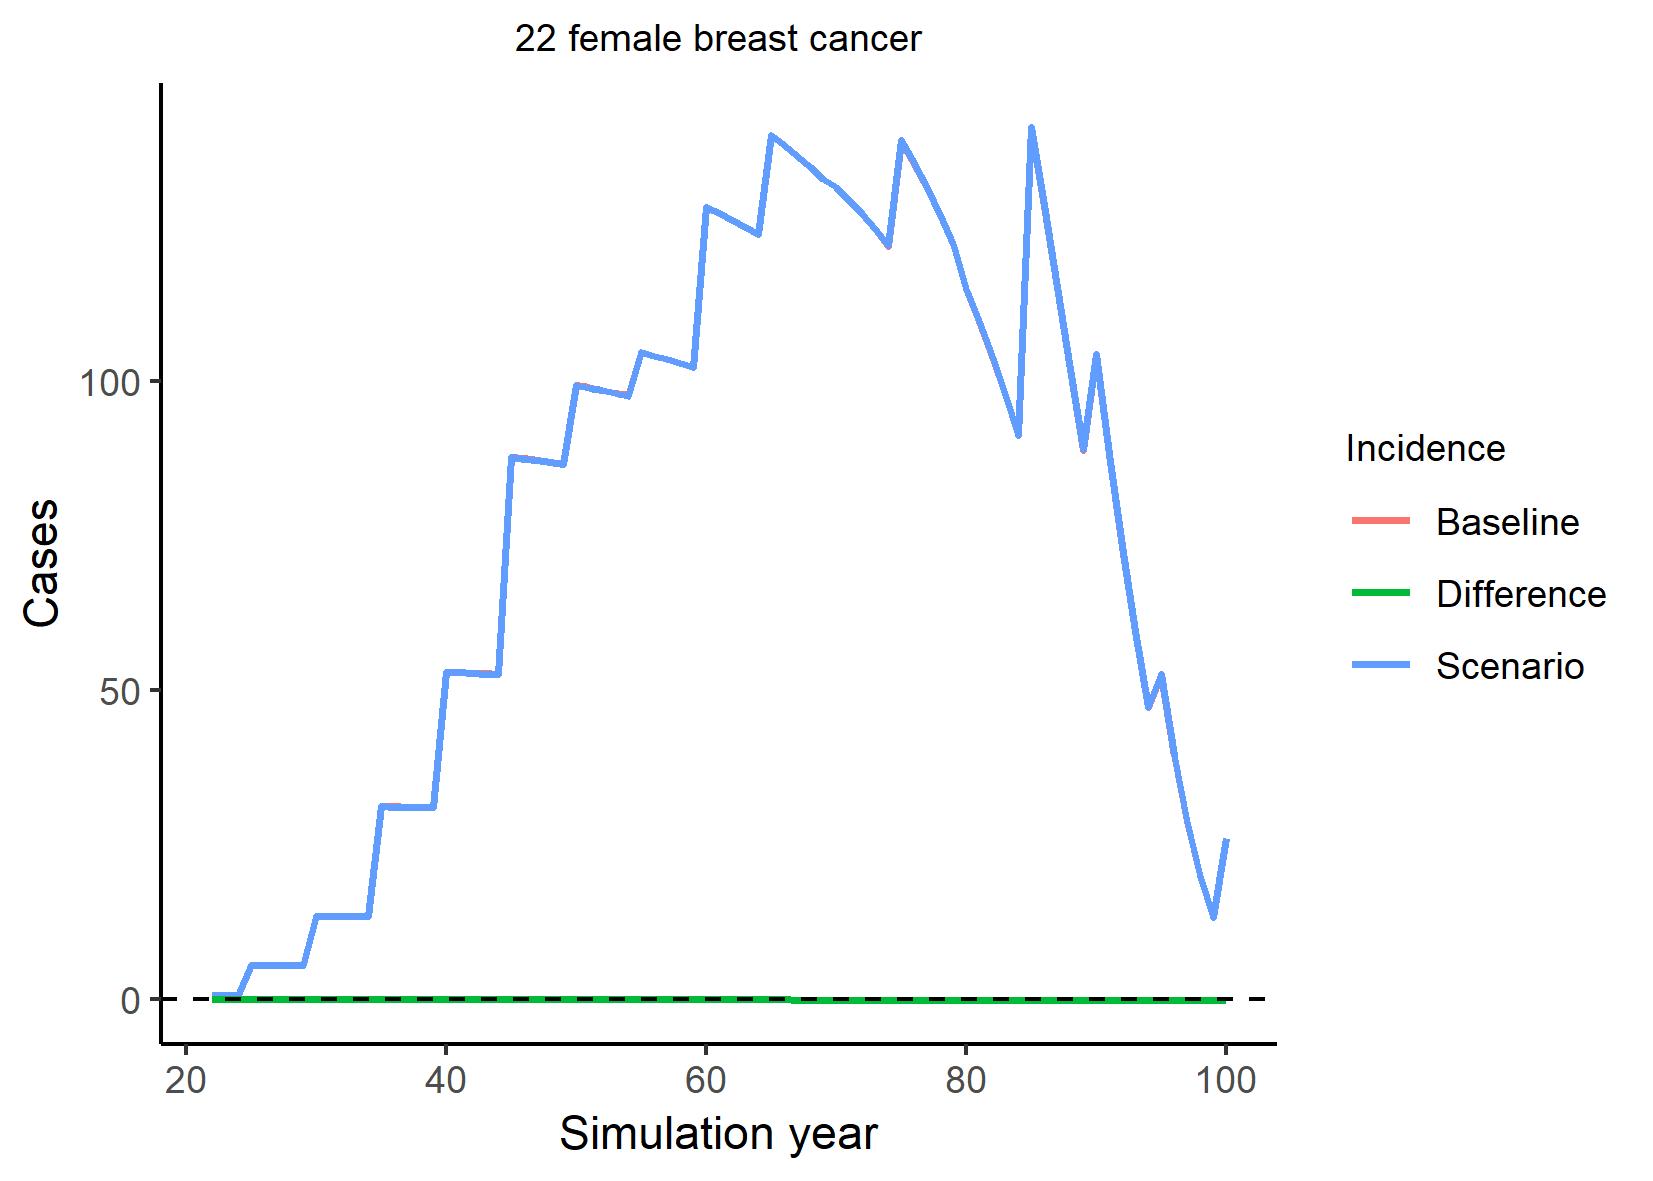 22 female breast cancer
Cases
100
50
0
20 40 60 80 100
Simulation year
Incidence
Baseline
Difference
Scenario